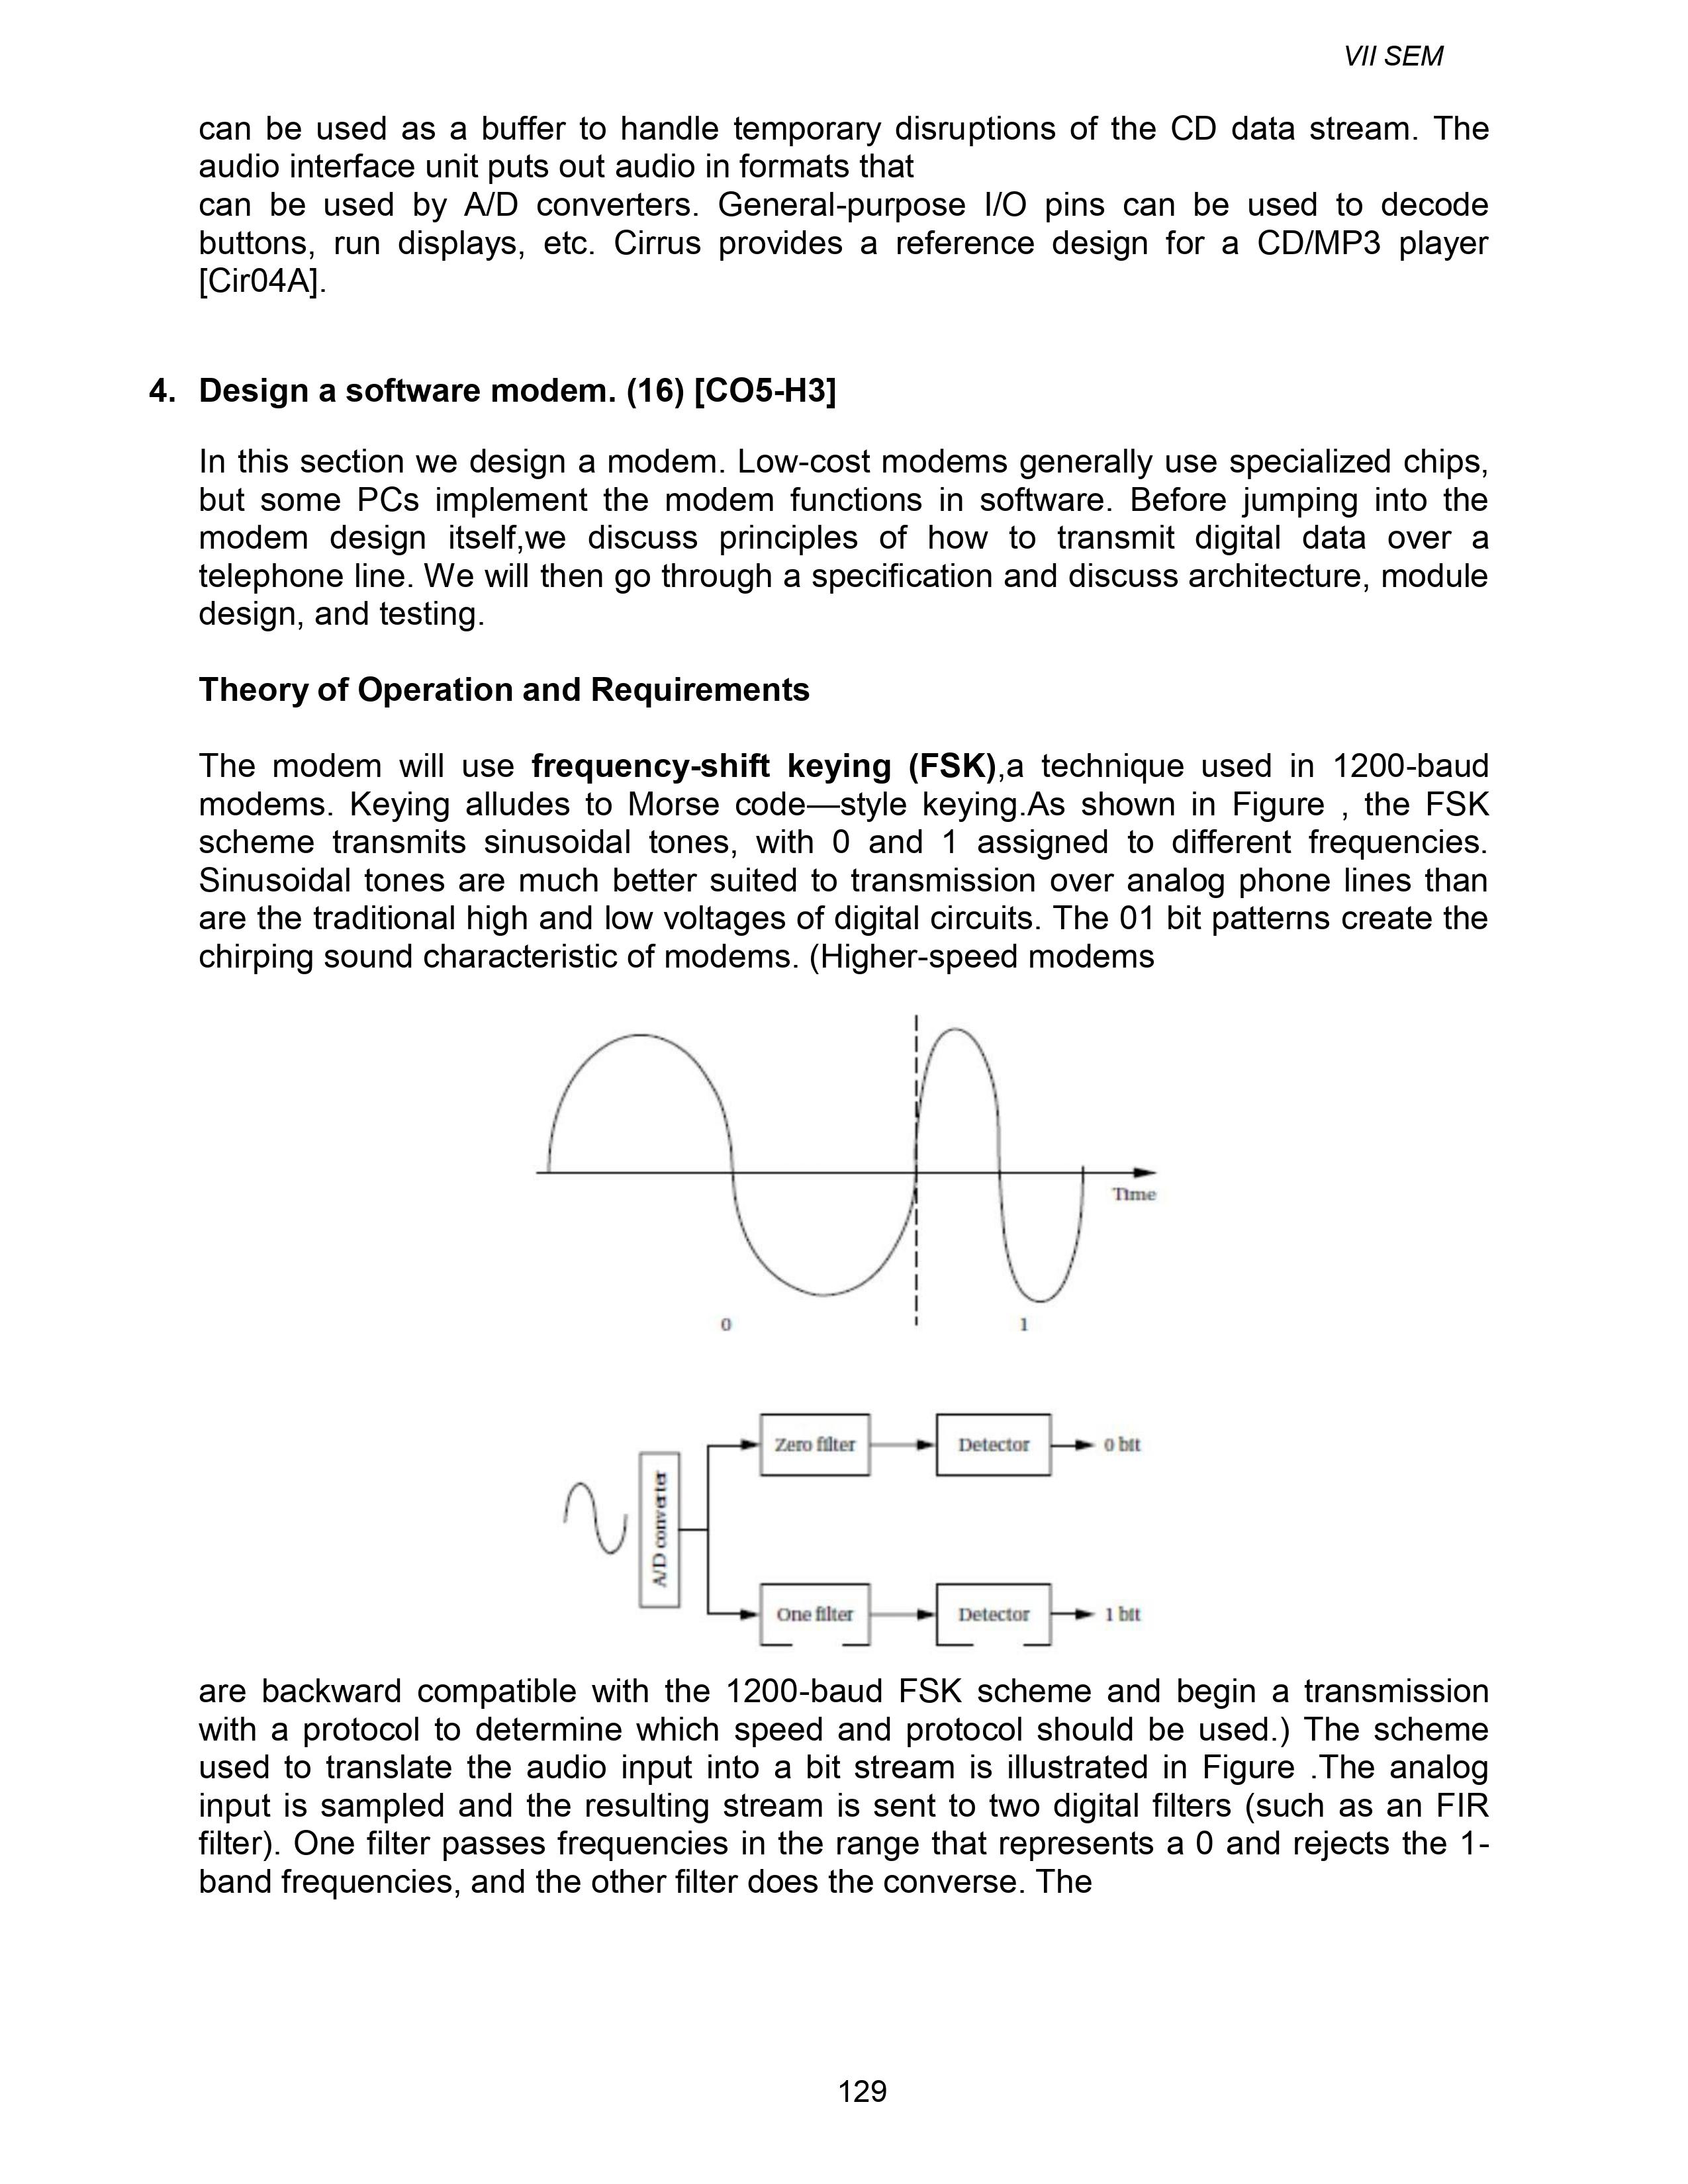 VII SEM
can be used as a buffer to handle temporary disruptions of the CD data stream. The
audio interface unit puts out audio in formats that
can be used by A/D converters. General-purpose I/O pins can be used to decode
buttons, run displays, etc. Cirrus provides a reference design for a CD/MP3 player
[Cir04A].
4. Design a software modem. (16) [CO5-H3]
In this section we design a modem. Low-cost modems generally use specialized chips,
but some PCs implement the modem functions in software. Before jumping into the
modem design itself,we discuss principles of how to transmit digital data over a
telephone line. We will then go through a specification and discuss architecture, module
design, and testing.
Theory of Operation and Requirements
The modem will use frequency-shift keying (FSK),a technique used in 1200-baud
modems. Keying alludes to Morse code—style keying.As shown in Figure , the FSK
scheme transmits sinusoidal tones, with 0 and 1 assigned to different frequencies.
Sinusoidal tones are much better suited to transmission over analog phone lines than
are the traditional high and low voltages of digital circuits. The 01 bit patterns create the
chirping sound characteristic of modems. (Higher-speed modems
Time
0 1
Zero filter Detector 0 bit
A/D converter
One filter Detector 1 bit
are backward compatible with the 1200-baud FSK scheme and begin a transmission
with a protocol to determine which speed and protocol should be used.) The scheme
used to translate the audio input into a bit stream is illustrated in Figure .The analog
input is sampled and the resulting stream is sent to two digital filters (such as an FIR
filter). One filter passes frequencies in the range that represents a 0 and rejects the 1-
band frequencies, and the other filter does the converse. The
129